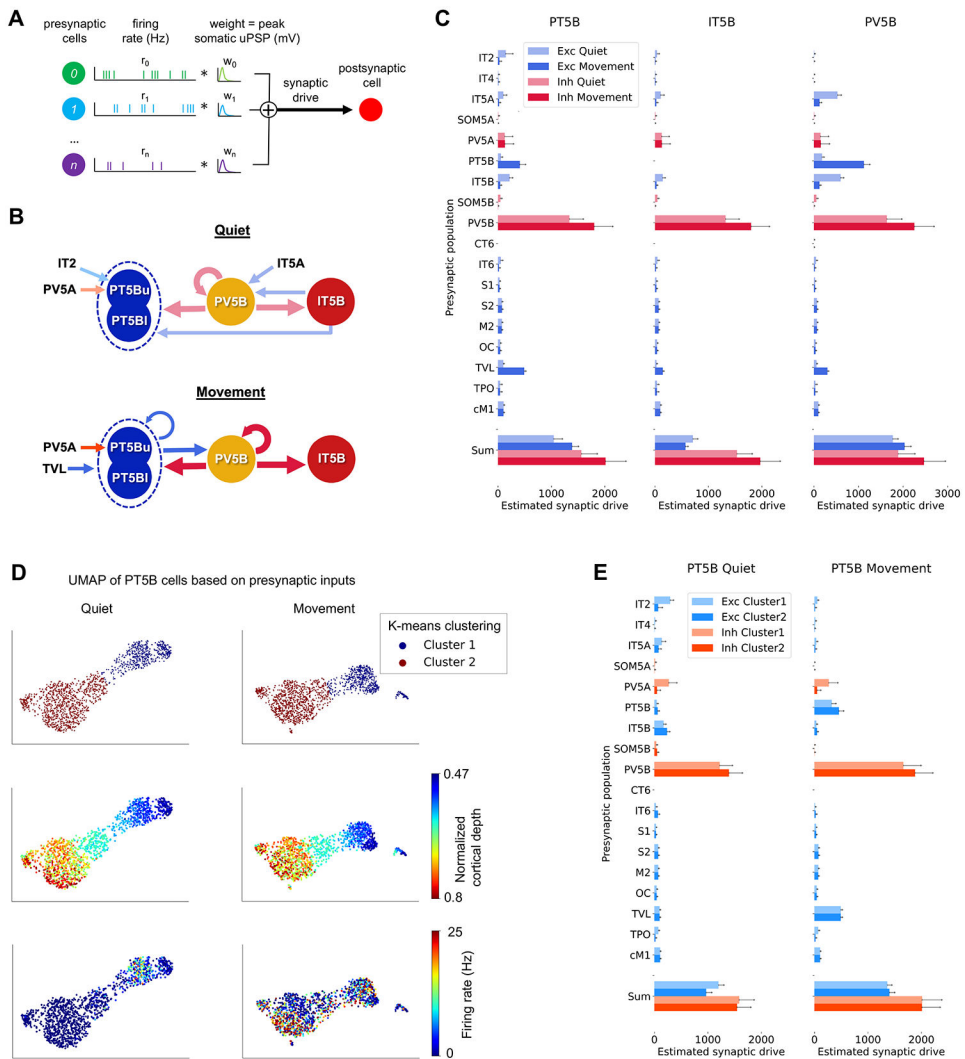 A
presynaptic cells
firing rate (Hz)
weight = peak somatic uPSP (mV)
0
r0
*
w0
1
r1
*
w1
...
n
rn
*
wn
synaptic drive
postsynaptic cell
B
Quiet
IT2
PV5A
PT5Bu
PT5Bl
PV5B
IT5A
IT5B
Movement
PV5A
TVL
PT5Bu
PT5Bl
PV5B
IT5B
C
PT5B
IT5B
PV5B
Exc Quiet
Exc Movement
Inh Quiet
Inh Movement
Presynaptic population
IT2
IT4
IT5A
SOM5A
PV5A
PT5B
IT5B
SOM5B
PV5B
CT6
IT6
S1
S2
M2
OC
TVL
TPO
cM1
Sum
0 1000 2000
0 1000 2000
0 1000 2000 3000
Estimated synaptic drive
Estimated synaptic drive
Estimated synaptic drive
D
UMAP of PT5B cells based on presynaptic inputs
Quiet
Movement
K-means clustering
Cluster 1
Cluster 2
0.47
Normalized cortical depth
0.8
25
Firing rate (Hz)
0
E
PT5B Quiet
PT5B Movement
Exc Cluster1
Exc Cluster2
Inh Cluster1
Inh Cluster2
Presynaptic population
IT2
IT4
IT5A
SOM5A
PV5A
PT5B
IT5B
SOM5B
PV5B
CT6
IT6
S1
S2
M2
OC
TVL
TPO
cM1
Sum
0 1000 2000
0 1000 2000
Estimated synaptic drive
Estimated synaptic drive